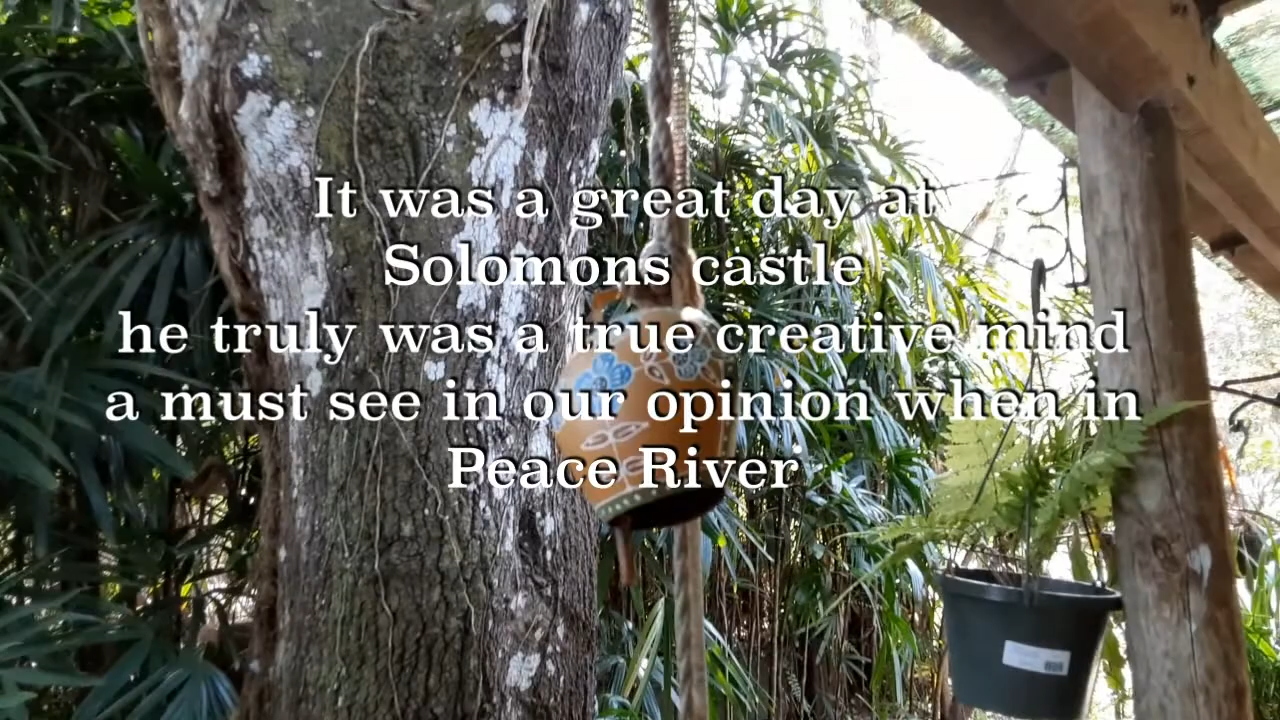 It was a great day at
Solomons castle
he truly was a true creative mind
a must see in our opinion when in
Peace River